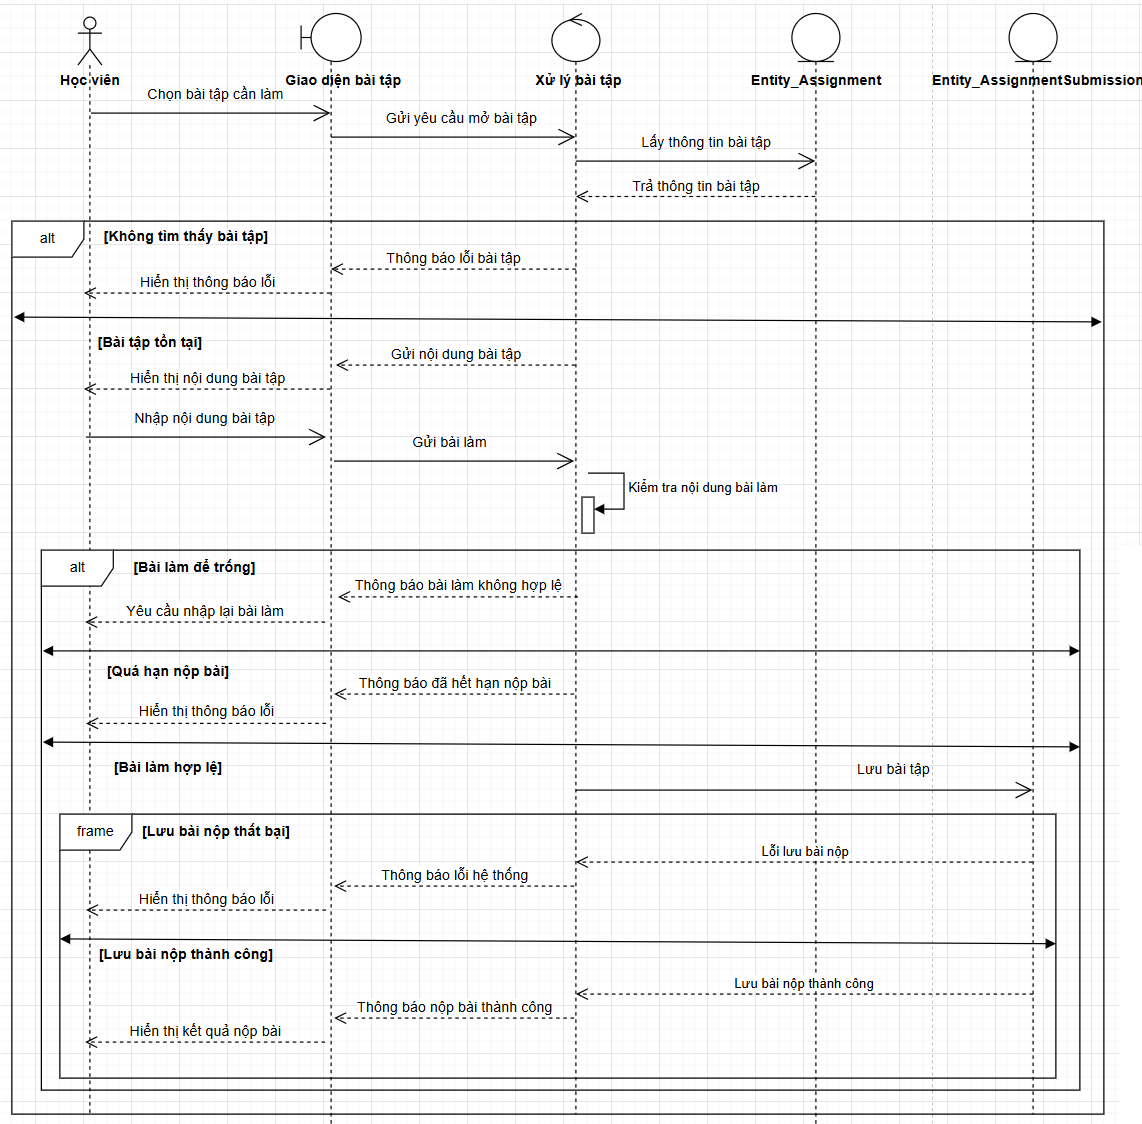 Học viên
Giao diện bài tập
Xử lý bài tập
Entity_Assignment
Entity_AssignmentSubmission
Chọn bài tập cần làm
Gửi yêu cầu mở bài tập
Lấy thông tin bài tập
Trả thông tin bài tập
alt
[Không tìm thấy bài tập]
Thông báo lỗi bài tập
Hiển thị thông báo lỗi
[Bài tập tồn tại]
Gửi nội dung bài tập
Hiển thị nội dung bài tập
Nhập nội dung bài tập
Gửi bài làm
Kiểm tra nội dung bài làm
alt
[Bài làm để trống]
Thông báo bài làm không hợp lệ
Yêu cầu nhập lại bài làm
[Quá hạn nộp bài]
Thông báo đã hết hạn nộp bài
Hiển thị thông báo lỗi
[Bài làm hợp lệ]
Lưu bài tập
frame
[Lưu bài nộp thất bại]
Lỗi lưu bài nộp
Thông báo lỗi hệ thống
Hiển thị thông báo lỗi
[Lưu bài nộp thành công]
Lưu bài nộp thành công
Thông báo nộp bài thành công
Hiển thị kết quả nộp bài